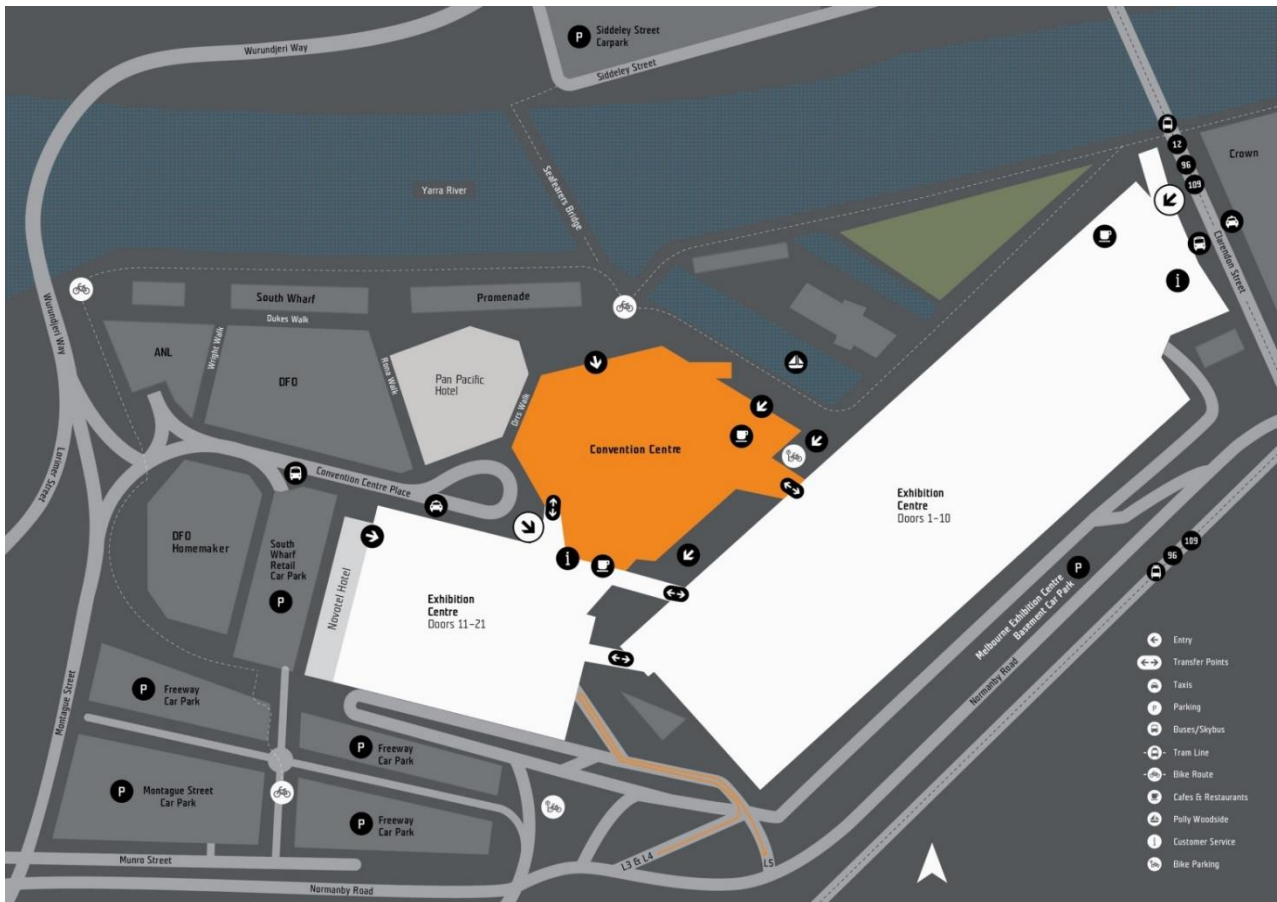 Wurundjeri Way
P
Siddeley Street
Carpark
Siddeley Street
Yarra River
Seafarers Bridge
12
96
109
Crown
Clarendon Street
i
Wurundjeri Way
South Wharf
Promenade
Dukes Walk
ANL
Wright Walk
DFO
Rona Walk
Pan Pacific
Hotel
Drs Walk
Convention Centre
Convention Centre Place
Lorimer Street
DFO
Homemaker
South
Wharf
Retail
Car Park
P
Novotel Hotel
i
Exhibition
Centre
Doors 1-10
Exhibition
Centre
Doors 11-21
Melbourne Exhibition Centre
Basement Car Park
P
96
109
Normanby Road
Montague Street
P
Freeway
Car Park
P
Freeway
Car Park
P
Montague Street
Car Park
P
Freeway
Car Park
Munro Street
Normanby Road
L3 & L4
L5
Entry
Transfer Points
Taxis
P
Parking
Buses/Skybus
Tram Line
Bike Route
Cafes & Restaurants
Polly Woodside
i
Customer Service
Bike Parking